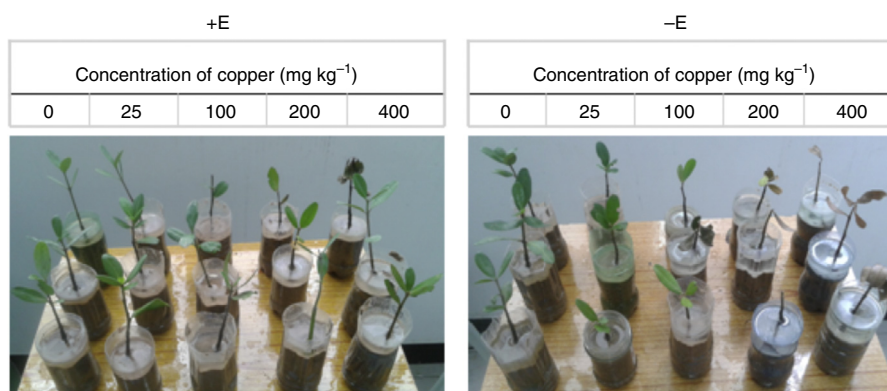 +E
Concentration of copper (mg kg⁻¹)
0 25 100 200 400
–E
Concentration of copper (mg kg⁻¹)
0 25 100 200 400